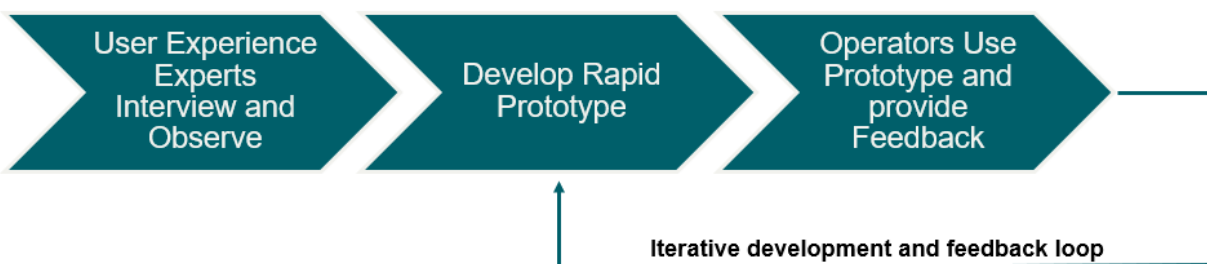 User Experience
Experts
Interview and
Observe
Develop Rapid
Prototype
Operators Use
Prototype and
provide
Feedback
Iterative development and feedback loop